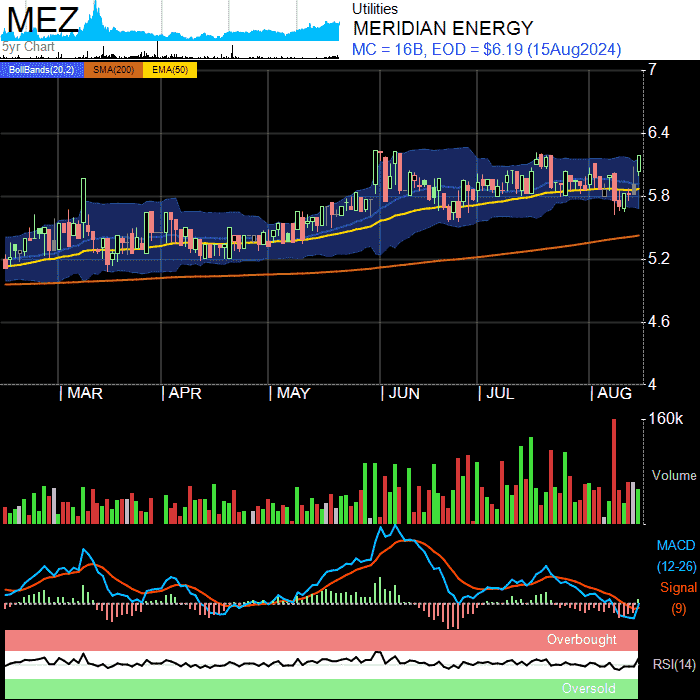 MEZ
5yr Chart
Utilities
MERIDIAN ENERGY
MC = 16B, EOD = $6.19 (15Aug2024)
BollBands(20,2) SMA(200) EMA(50)
7
6.4
5.8
5.2
4.6
4
| MAR | APR | MAY | JUN | JUL | AUG
160k
Volume
MACD
(12-26)
Signal
(9)
Overbought
RSI(14)
Oversold